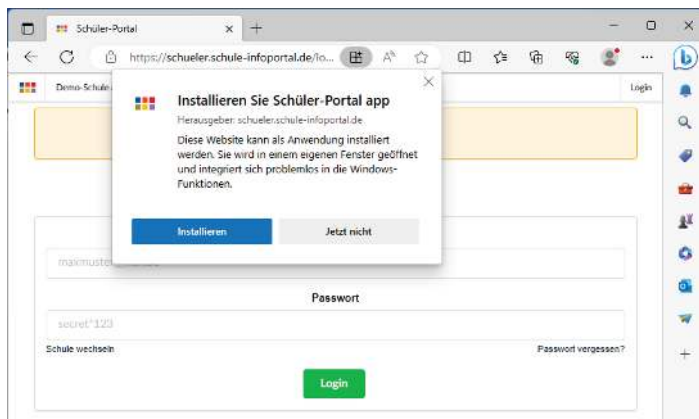 Schüler-Portal
https://schueler.schule-infoportal.de/lo...
Demo-Schule
Login
Installieren Sie Schüler-Portal app
Herausgeber: schueler.schule-infoportal.de
Diese Website kann als Anwendung installiert
werden. Sie wird in einem eigenen Fenster geöffnet
und integriert sich problemlos in die Windows-
Funktionen.
Installieren
Jetzt nicht
Passwort
secret*123
Schule wechseln
Passwort vergessen?
Login